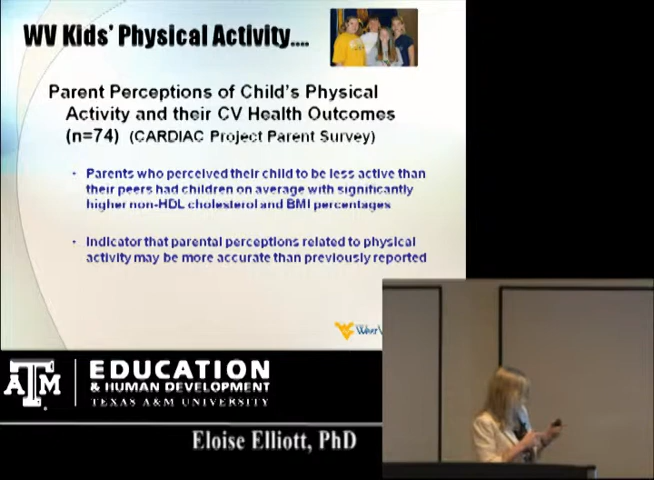 WV Kids' Physical Activity....
Parent Perceptions of Child's Physical
Activity and their CV Health Outcomes
(n=74) (CARDIAC Project Parent Survey)
• Parents who perceived their child to be less active than
their peers had children on average with significantly
higher non-HDL cholesterol and BMI percentages
• Indicator that parental perceptions related to physical
activity may be more accurate than previously reported
WV
ATM
EDUCATION
& HUMAN DEVELOPMENT
TEXAS A&M UNIVERSITY
Eloise Elliott, PhD